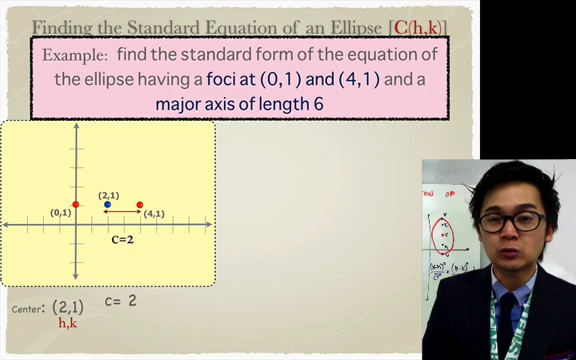 Finding the Standard Equation of an Ellipse [C(h,k)]
Example: find the standard form of the equation of
the ellipse having a foci at (0,1) and (4,1) and a
major axis of length 6
(2,1)
(0,1)
(4,1)
C=2
Center: (2,1)
h,k
c= 2